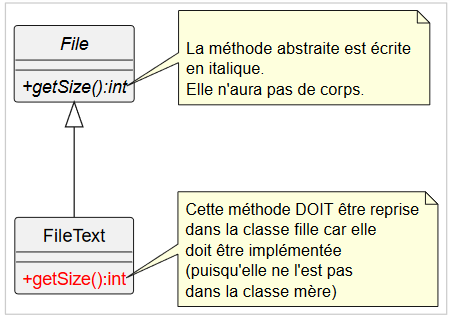 File
+getSize():int
La méthode abstraite est écrite
en italique.
Elle n'aura pas de corps.
FileText
+getSize():int
Cette méthode DOIT être reprise
dans la classe fille car elle
doit être implémentée
(puisqu'elle ne l'est pas
dans la classe mère)